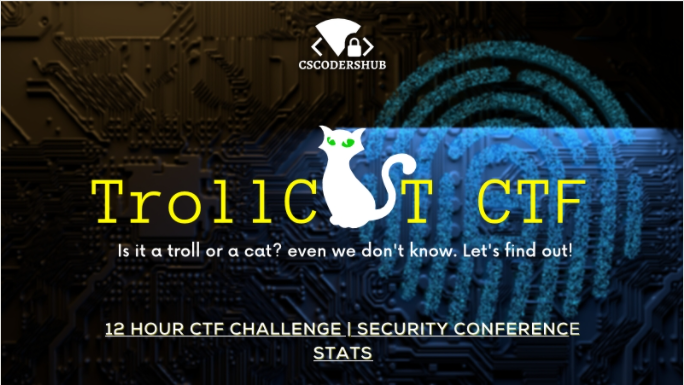 CSCODERSHUB
TrollC T CTF
Is it a troll or a cat? even we don't know. Let's find out!
12 HOUR CTF CHALLENGE | SECURITY CONFERENCE
STATS